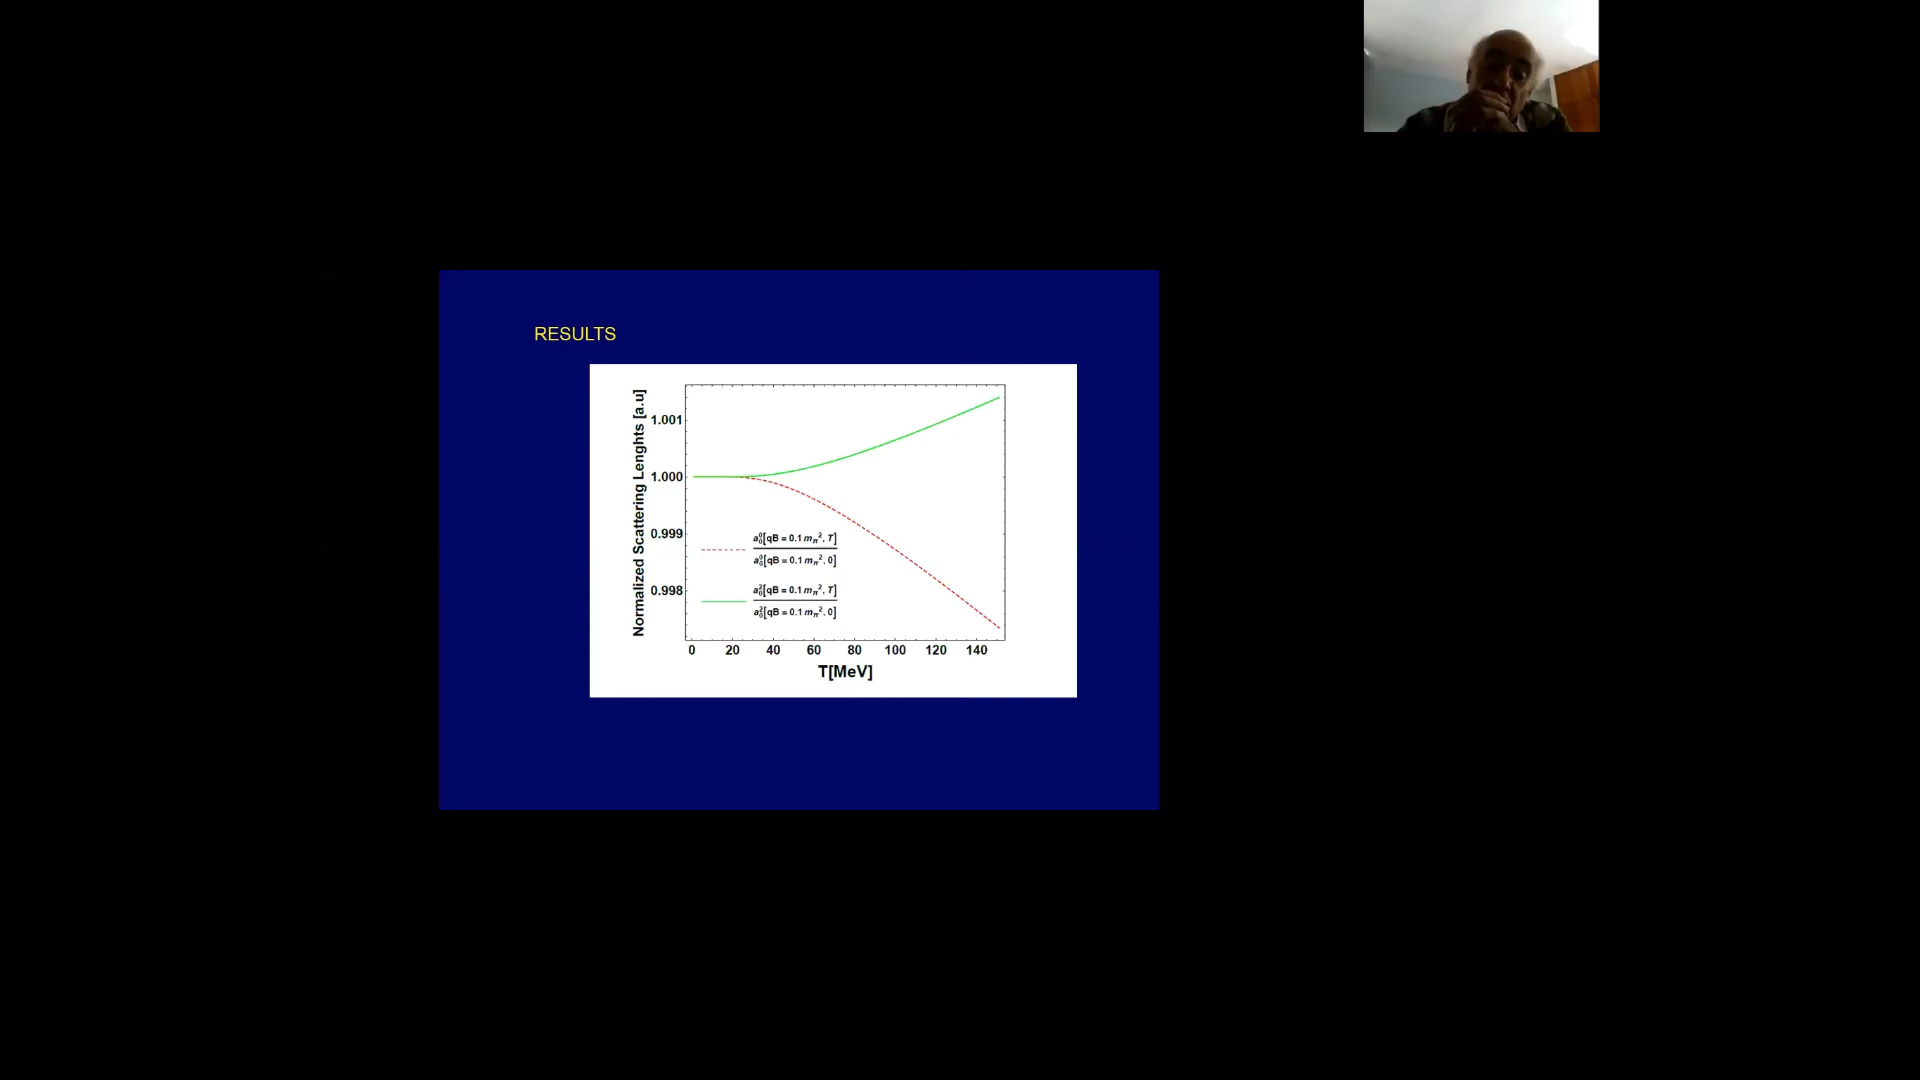 RESULTS
Normalized Scattering Lenghts [a.u]
1.001
1.000
0.999
0.998
a₀⁰[qB = 0.1 mπ², T]
a₀⁰[qB = 0.1 mπ², 0]
a₀²[qB = 0.1 mπ², T]
a₀²[qB = 0.1 mπ², 0]
0 20 40 60 80 100 120 140
T[MeV]